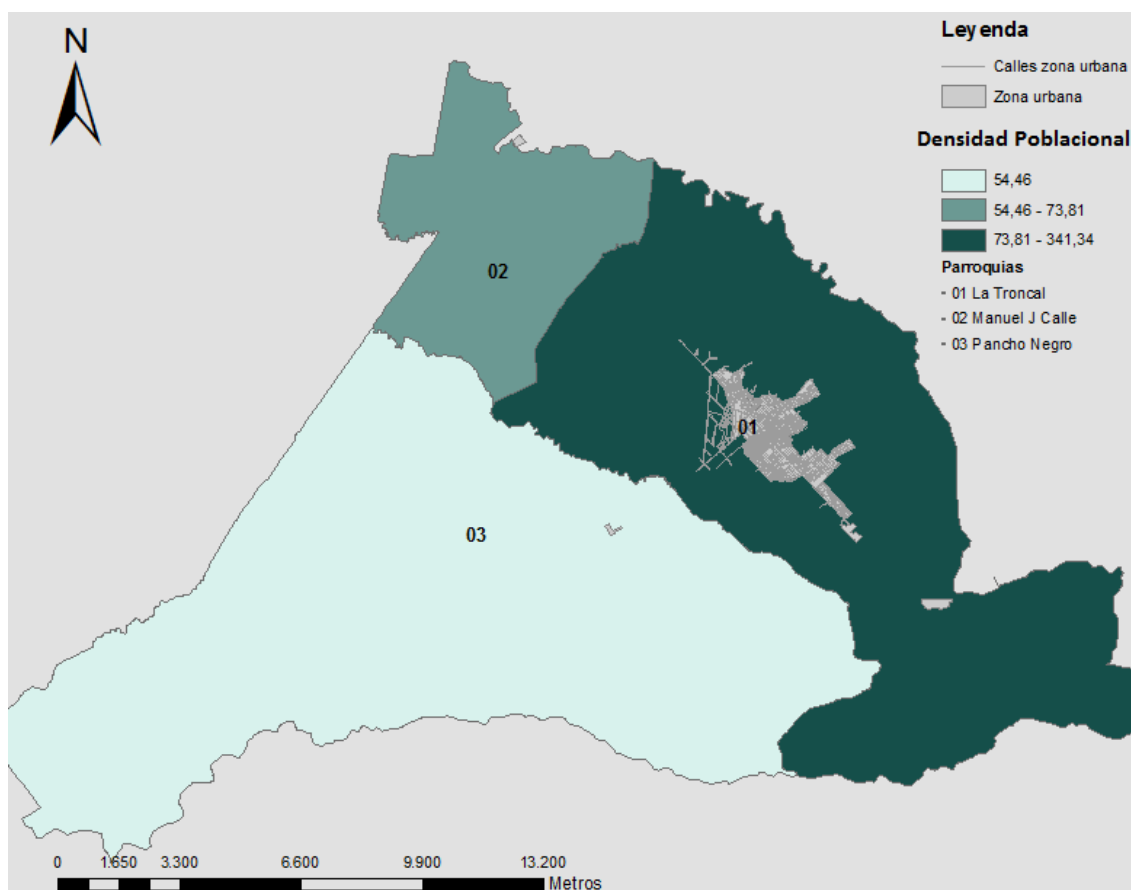 N
Leyenda
Calles zona urbana
Zona urbana
Densidad Poblacional
54,46
54,46 - 73,81
73,81 - 341,34
Parroquias
- 01 La Troncal
- 02 Manuel J Calle
- 03 Pancho Negro
02
01
03
0 1.650 3.300 6.600 9.900 13.200
Metros